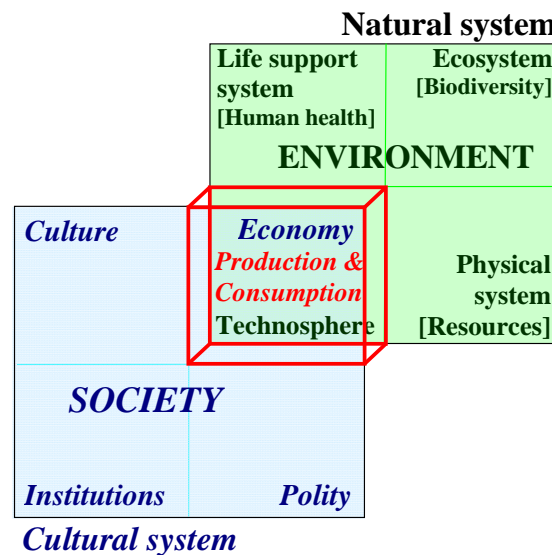 Natural system
Life support
system
[Human health]
Ecosystem
[Biodiversity]
ENVIRONMENT
Culture
Economy
Production &
Consumption
Technosphere
Physical
system
[Resources]
SOCIETY
Institutions
Polity
Cultural system